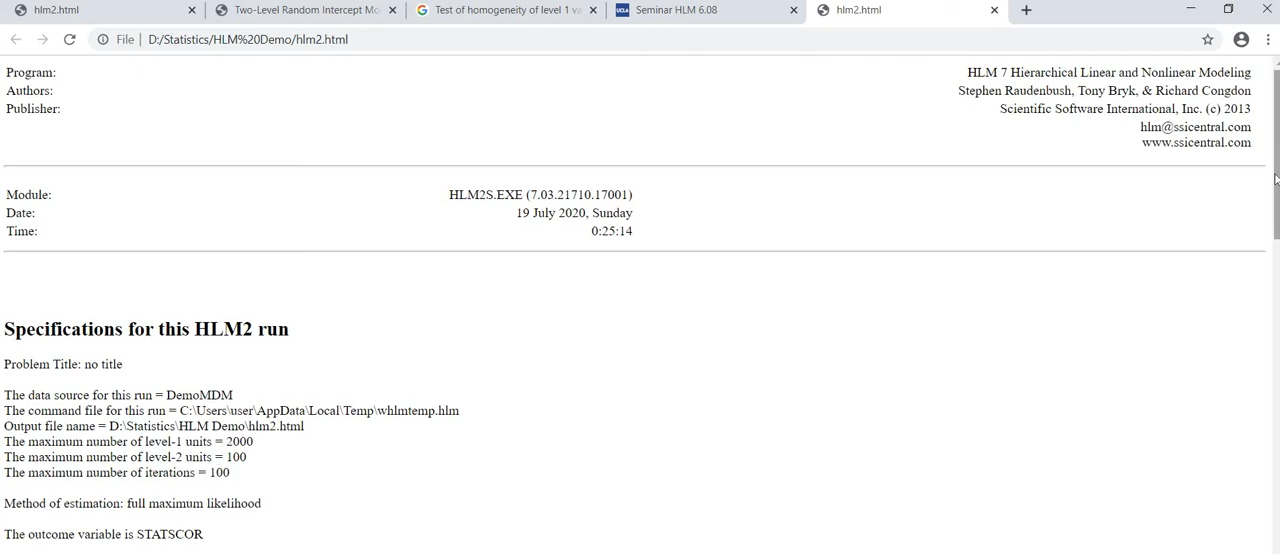 hlm2.html
Two-Level Random Intercept Mo
Test of homogeneity of level 1 va
UCLA Seminar HLM 6.08
hlm2.html
File | D:/Statistics/HLM%20Demo/hlm2.html
Program: HLM 7 Hierarchical Linear and Nonlinear Modeling
Authors: Stephen Raudenbush, Tony Bryk, & Richard Congdon
Publisher: Scientific Software International, Inc. (c) 2013
hlm@ssicentral.com
www.ssicentral.com
Module: HLM2S.EXE (7.03.21710.17001)
Date: 19 July 2020, Sunday
Time: 0:25:14
Specifications for this HLM2 run
Problem Title: no title
The data source for this run = DemoMDM
The command file for this run = C:\Users\user\AppData\Local\Temp\whlmtemp.hlm
Output file name = D:\Statistics\HLM Demo\hlm2.html
The maximum number of level-1 units = 2000
The maximum number of level-2 units = 100
The maximum number of iterations = 100
Method of estimation: full maximum likelihood
The outcome variable is STATSCOR